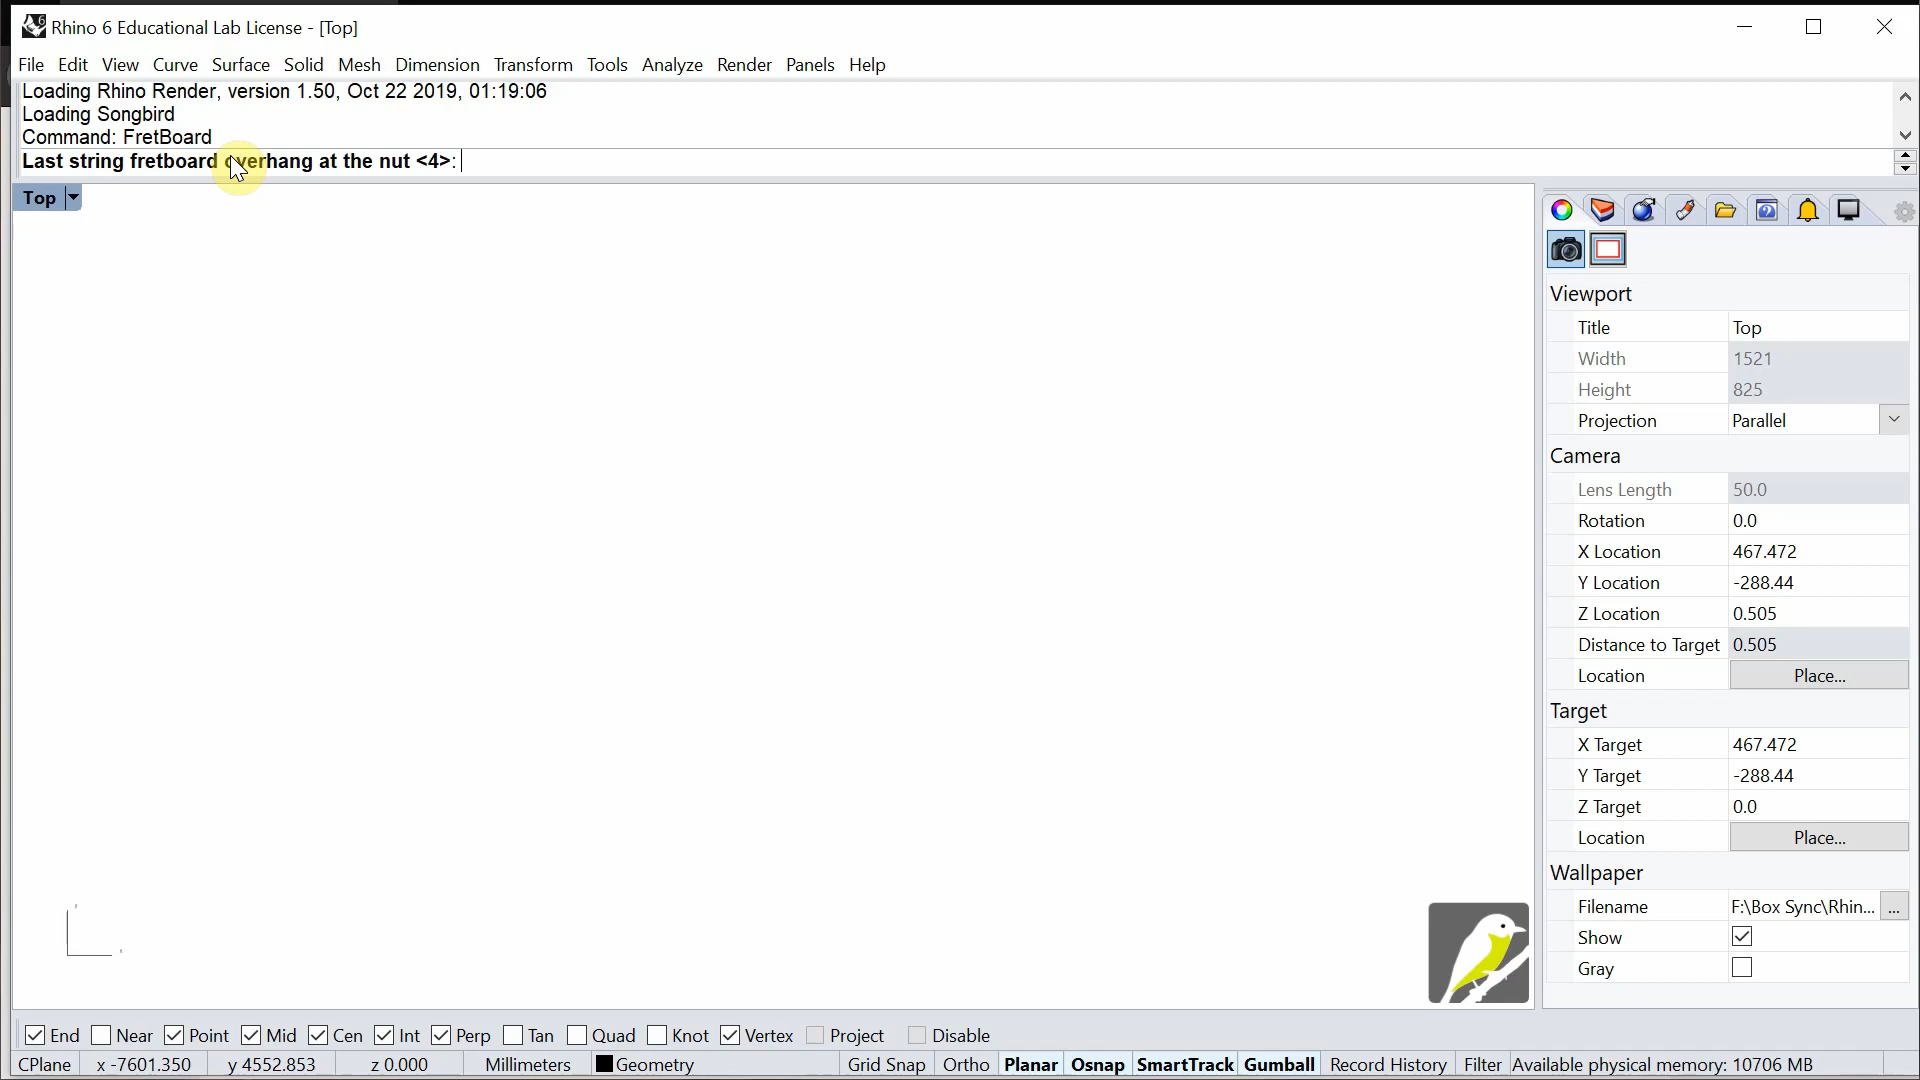 Rhino 6 Educational Lab License - [Top]
File Edit View Curve Surface Solid Mesh Dimension Transform Tools Analyze Render Panels Help
Loading Rhino Render, version 1.50, Oct 22 2019, 01:19:06
Loading Songbird
Command: FretBoard
Last string fretboard overhang at the nut <4>:
Top
Viewport
Title Top
Width 1521
Height 825
Projection Parallel
Camera
Lens Length 50.0
Rotation 0.0
X Location 467.472
Y Location -288.44
Z Location 0.505
Distance to Target 0.505
Location Place...
Target
X Target 467.472
Y Target -288.44
Z Target 0.0
Location Place...
Wallpaper
Filename F:\Box Sync\Rhin... ...
Show
Gray
End Near Point Mid Cen Int Perp Tan Quad Knot Vertex Project Disable
CPlane x -7601.350 y 4552.853 z 0.000 Millimeters Geometry Grid Snap Ortho Planar Osnap SmartTrack Gumball Record History Filter Available physical memory: 10706 MB